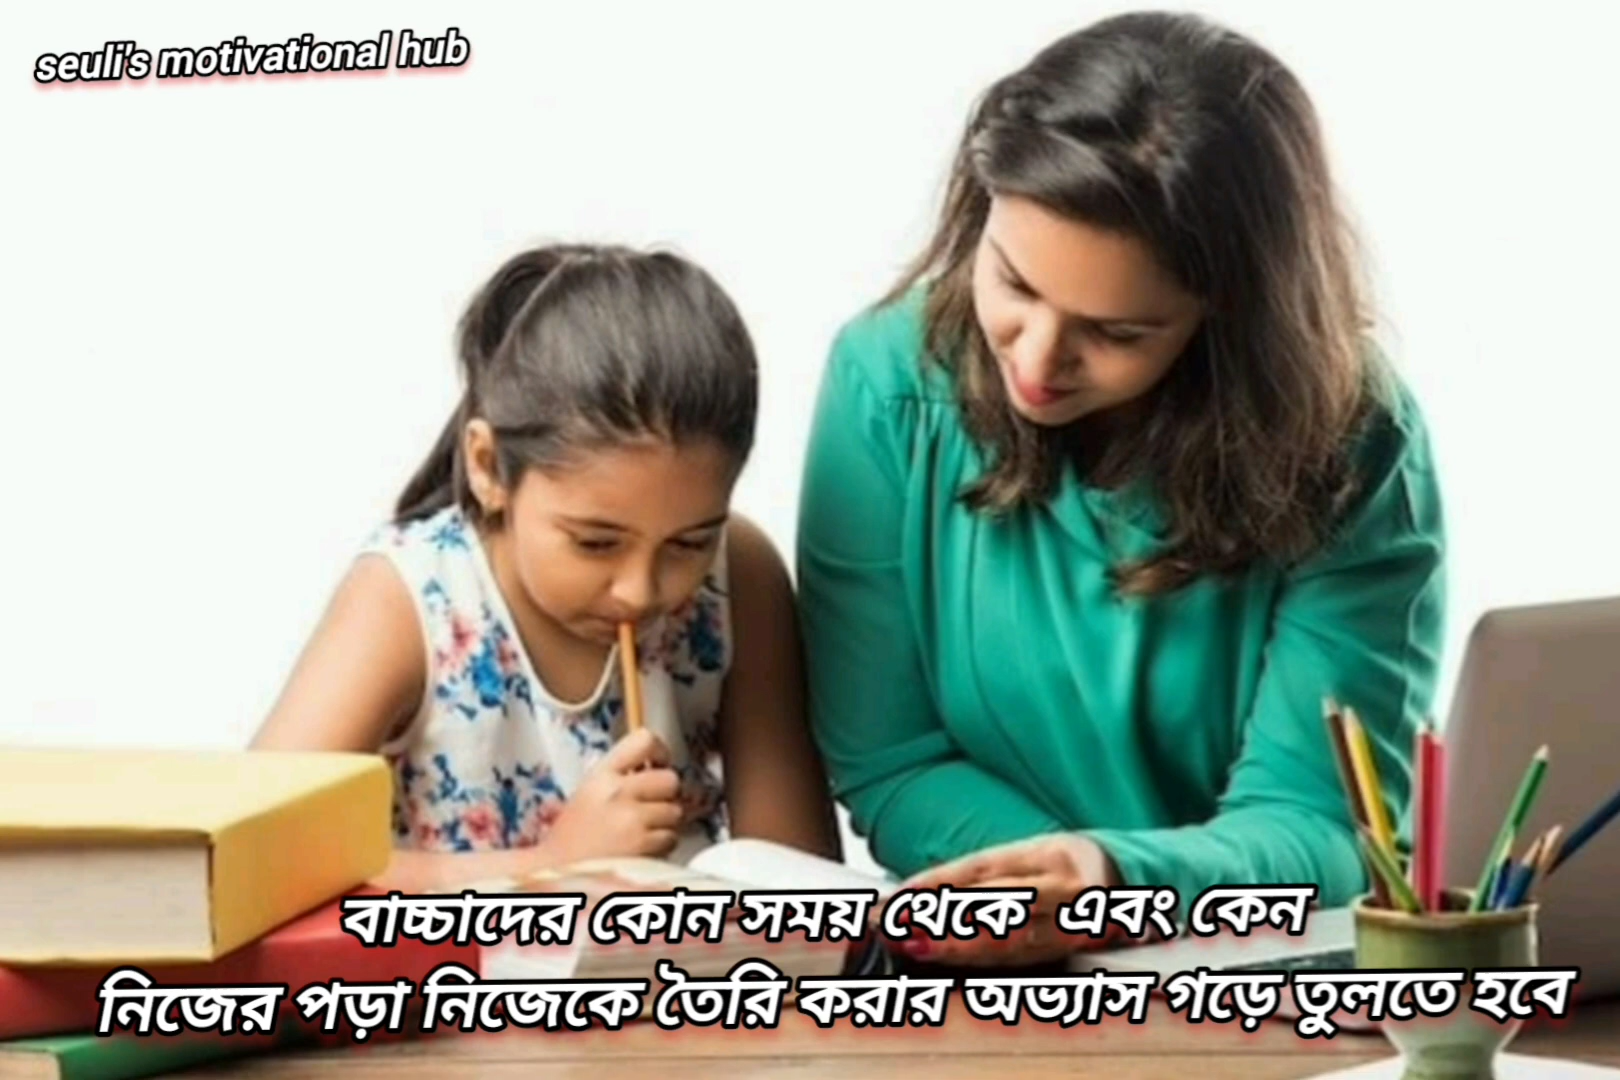 seuli's motivational hub
বাচ্চাদের কোন সময় থেকে এবং কেন
নিজের পড়া নিজেকে তৈরি করার অভ্যাস গড়ে তুলতে হবে